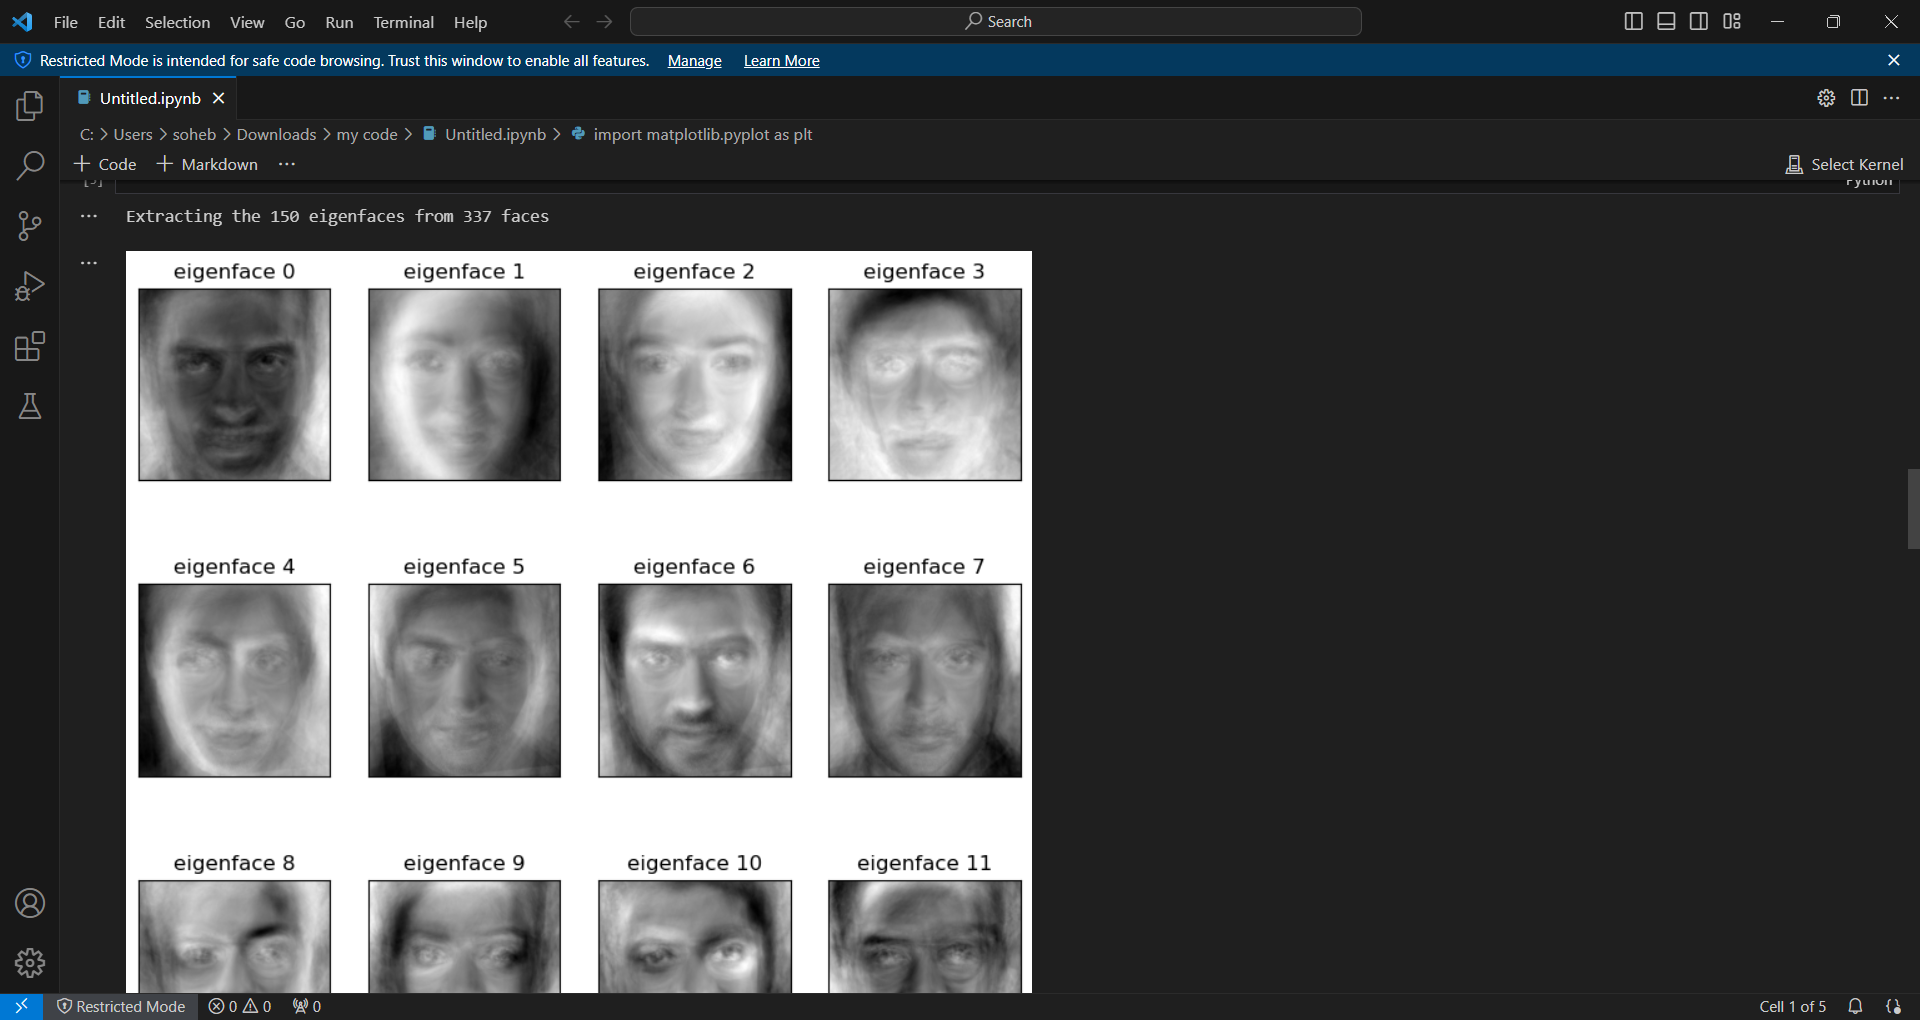 File Edit Selection View Go Run Terminal Help
Search
Restricted Mode is intended for safe code browsing. Trust this window to enable all features. Manage Learn More
Untitled.ipynb
C: > Users > soheb > Downloads > my code > Untitled.ipynb > import matplotlib.pyplot as plt
+ Code + Markdown ...
Select Kernel
Python
... Extracting the 150 eigenfaces from 337 faces
...
eigenface 0 eigenface 1 eigenface 2 eigenface 3
eigenface 4 eigenface 5 eigenface 6 eigenface 7
eigenface 8 eigenface 9 eigenface 10 eigenface 11
Restricted Mode 0 0 0
Cell 1 of 5